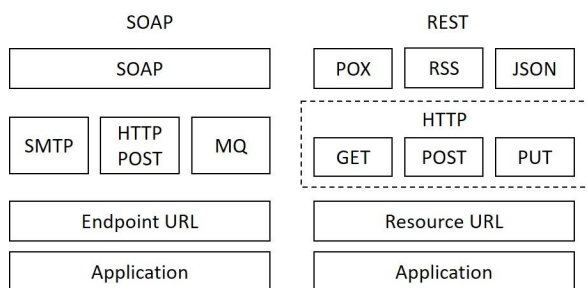 SOAP
SOAP
SMTP
HTTP
POST
MQ
Endpoint URL
Application
REST
POX
RSS
JSON
HTTP
GET
POST
PUT
Resource URL
Application